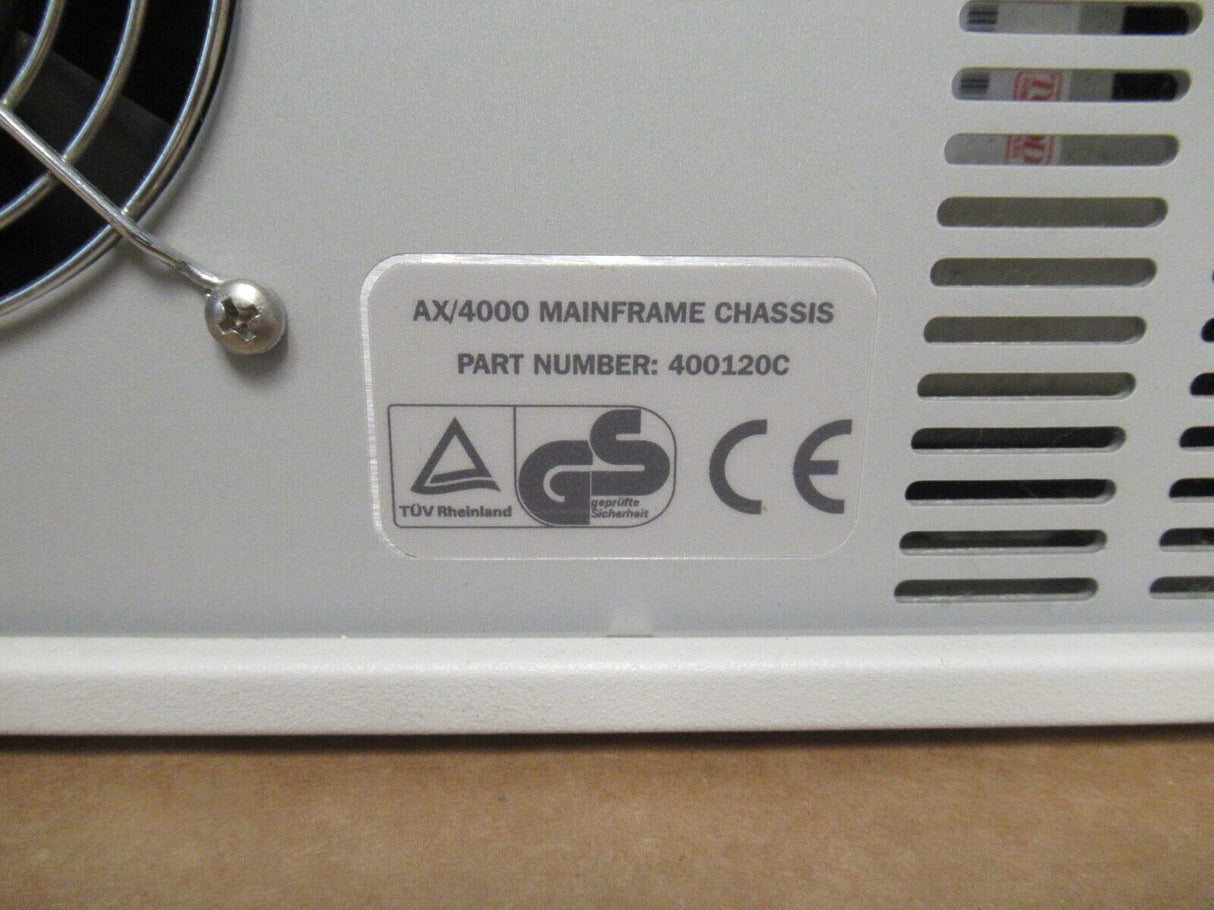 AX/4000 MAINFRAME CHASSIS
PART NUMBER: 400120C
TÜV Rheinland
GS
geprüfte
Sicherheit
CE